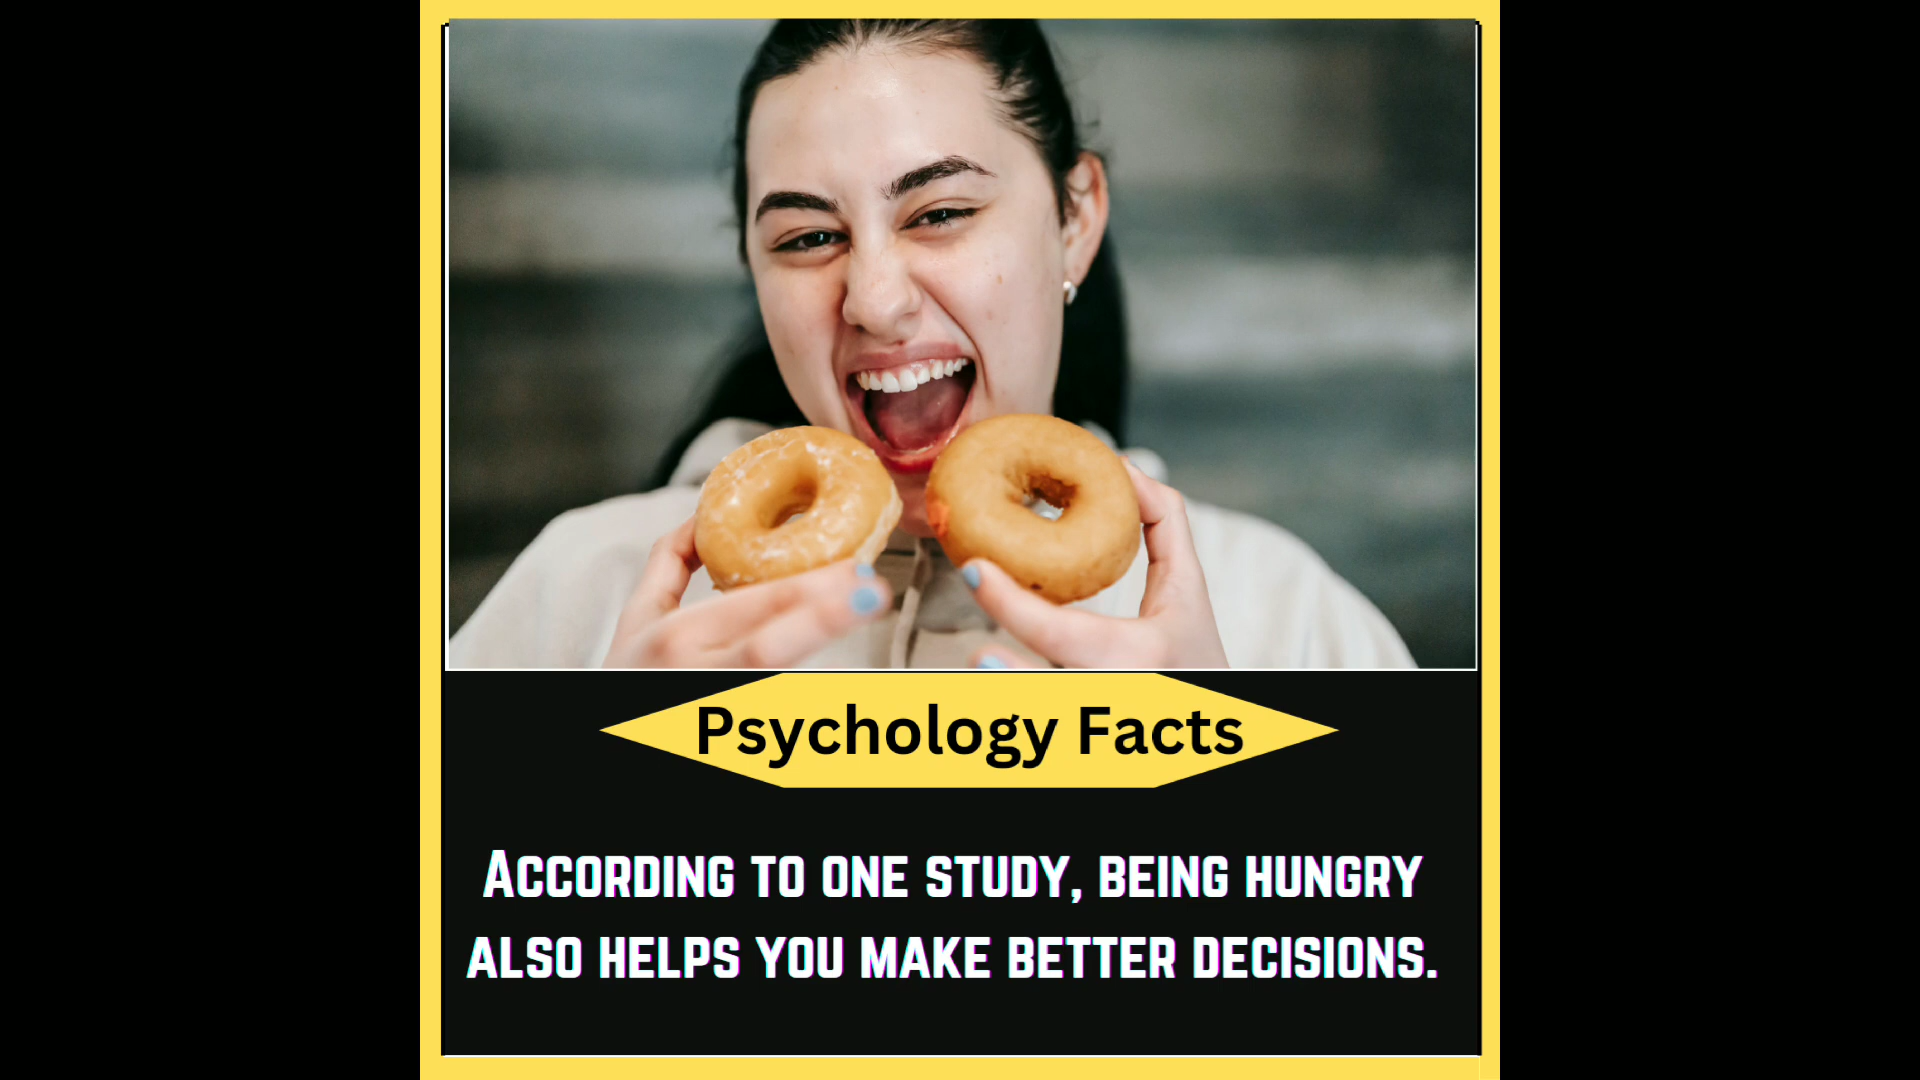 Psychology Facts
According to one study, being hungry
also helps you make better decisions.